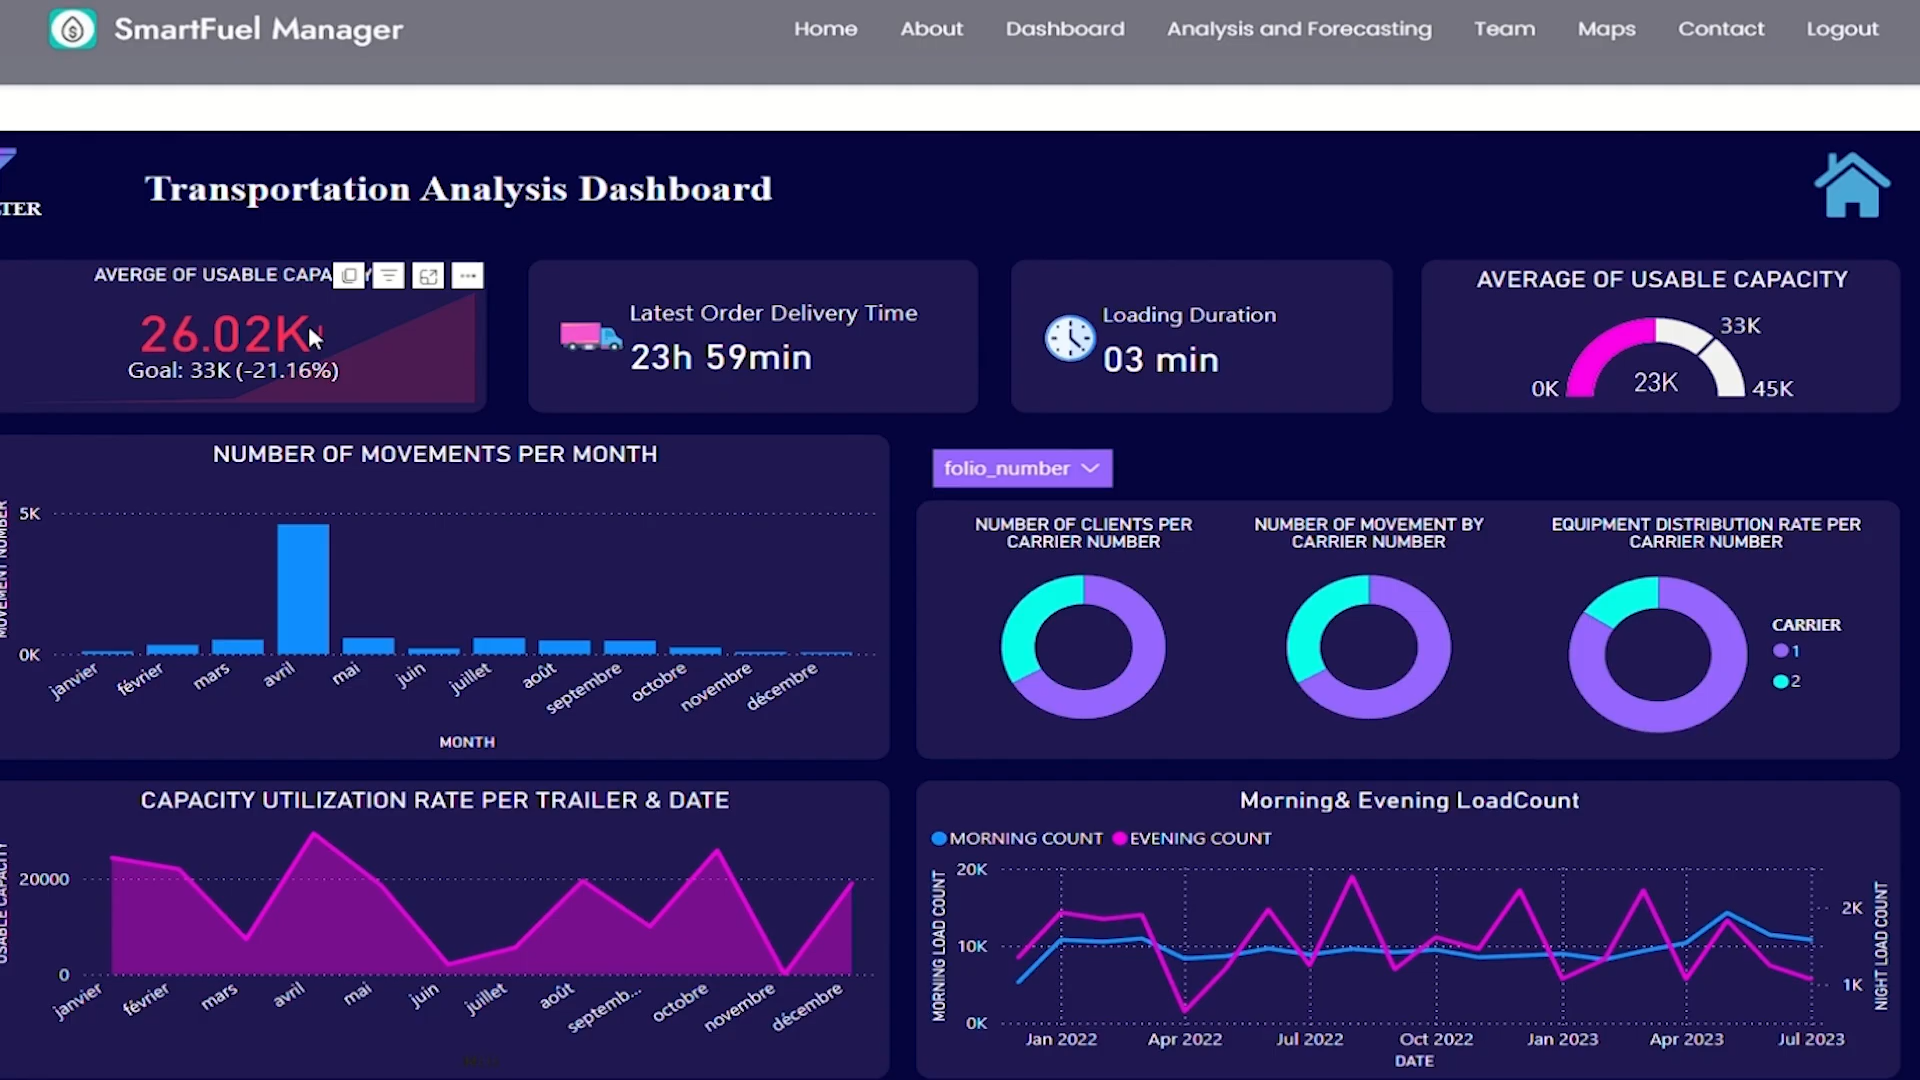 SmartFuel Manager
Home About Dashboard Analysis and Forecasting Team Maps Contact Logout
TER
Transportation Analysis Dashboard
AVERGE OF USABLE CAPA Y
26.02K!
Goal: 33K (-21.16%)
Latest Order Delivery Time
23h 59min
Loading Duration
03 min
AVERAGE OF USABLE CAPACITY
33K
0K
23K
45K
NUMBER OF MOVEMENTS PER MONTH
MOVEMENT NUMBER
5K
0K
janvier février mars avril mai juin juillet août septembre octobre novembre décembre
MONTH
folio_number
NUMBER OF CLIENTS PER
CARRIER NUMBER
NUMBER OF MOVEMENT BY
CARRIER NUMBER
EQUIPMENT DISTRIBUTION RATE PER
CARRIER NUMBER
CARRIER
1
2
CAPACITY UTILIZATION RATE PER TRAILER & DATE
USABLE CAPACITY
20000
0
janvier février mars avril mai juin juillet août septemb... octobre novembre décembre
Morning& Evening LoadCount
MORNING COUNT EVENING COUNT
MORNING LOAD COUNT
20K
10K
0K
2K
1K
NIGHT LOAD COUNT
Jan 2022 Apr 2022 Jul 2022 Oct 2022 Jan 2023 Apr 2023 Jul 2023
DATE